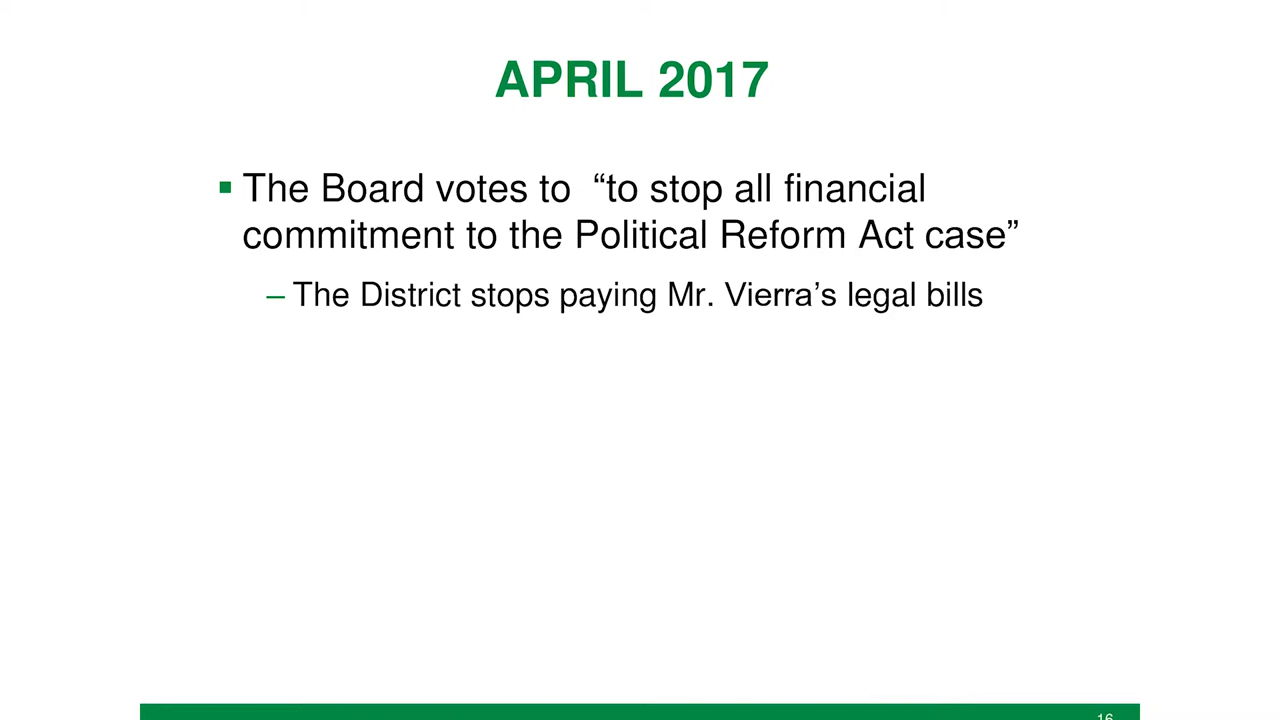 APRIL 2017
▪ The Board votes to  “to stop all financial
commitment to the Political Reform Act case”
– The District stops paying Mr. Vierra’s legal bills
16